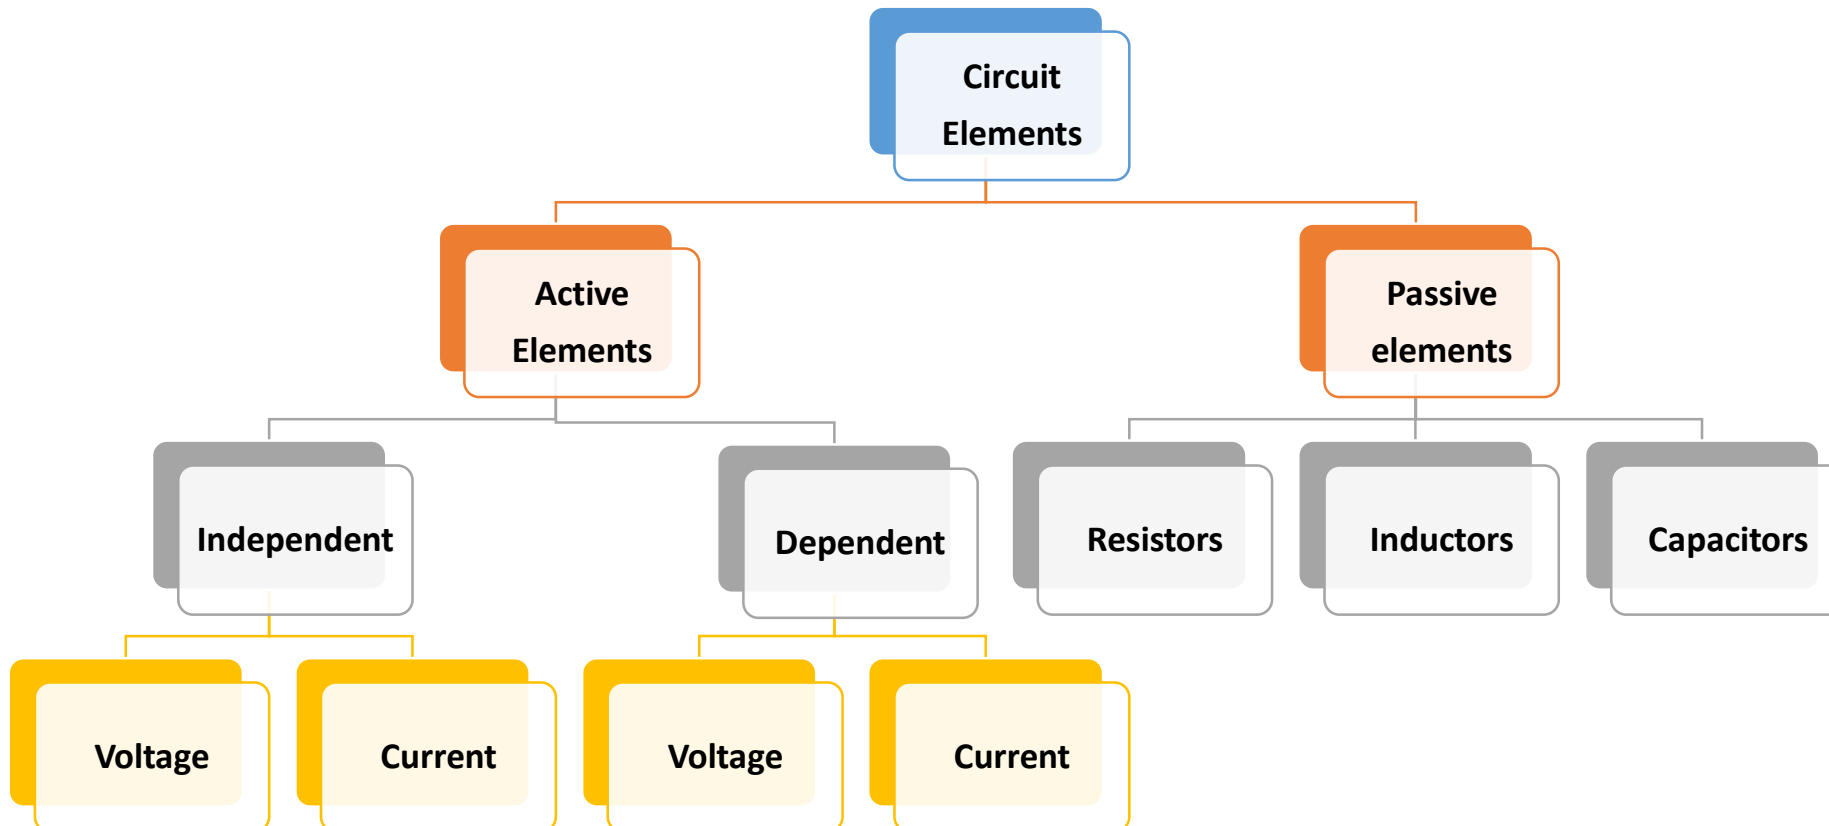 Circuit
Elements
Active
Elements
Passive
elements
Independent
Dependent
Resistors
Inductors
Capacitors
Voltage
Current
Voltage
Current